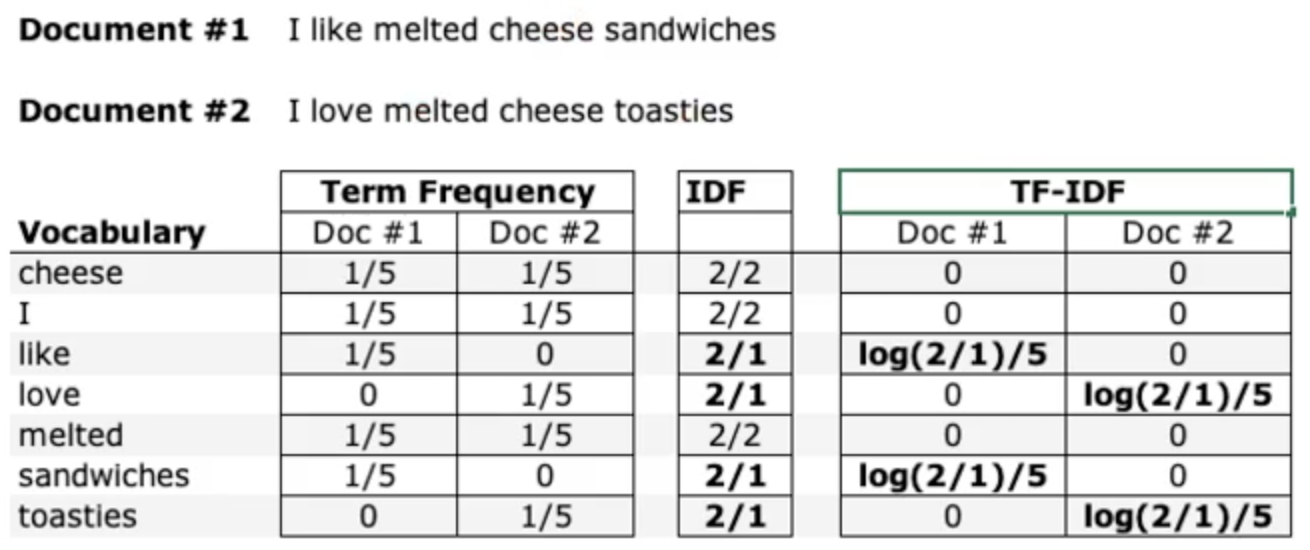 Document #1 I like melted cheese sandwiches
Document #2 I love melted cheese toasties
Term Frequency IDF TF-IDF
Vocabulary Doc #1 Doc #2 Doc #1 Doc #2
cheese 1/5 1/5 2/2 0 0
I 1/5 1/5 2/2 0 0
like 1/5 0 2/1 log(2/1)/5 0
love 0 1/5 2/1 0 log(2/1)/5
melted 1/5 1/5 2/2 0 0
sandwiches 1/5 0 2/1 log(2/1)/5 0
toasties 0 1/5 2/1 0 log(2/1)/5